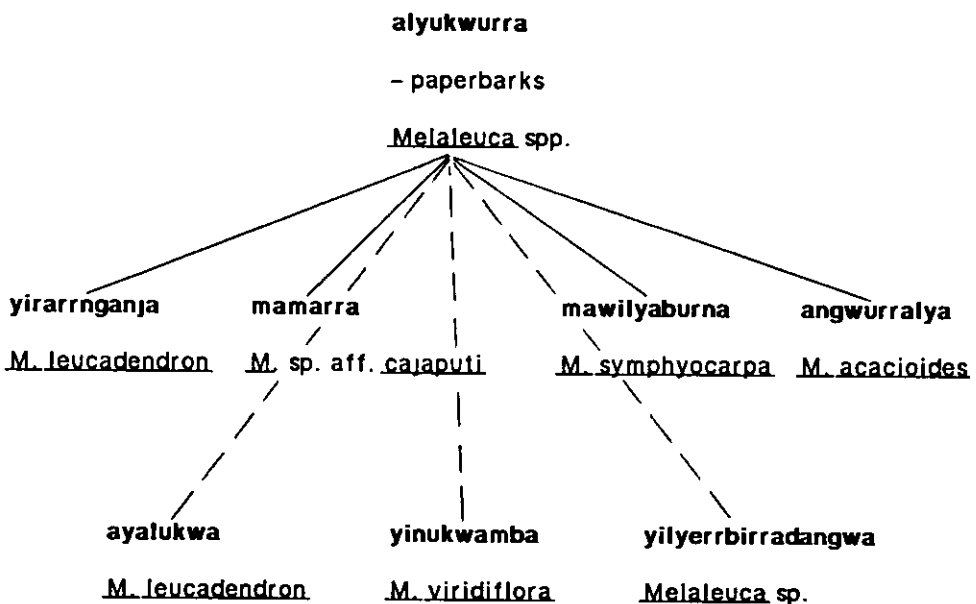 alyukwurra
– paperbarks
Melaleuca spp.
yirarrnganja mamarra mawilyaburna angwurralya
M. leucadendron M. sp. aff. cajaputi M. symphyocarpa M. acacioides
ayalukwa yinukwamba yilyerrbirradangwa
M. leucadendron M. viridiflora Melaleuca sp.